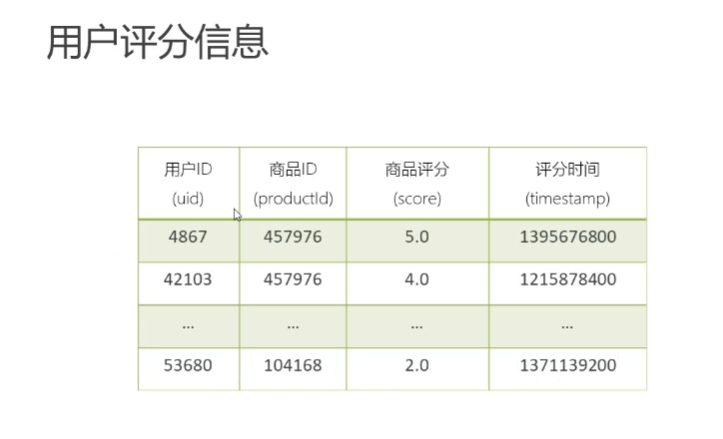 用户评分信息
用户ID 商品ID 商品评分 评分时间
(uid) (productId) (score) (timestamp)
4867 457976 5.0 1395676800
42103 457976 4.0 1215878400
... ... ... ...
53680 104168 2.0 1371139200